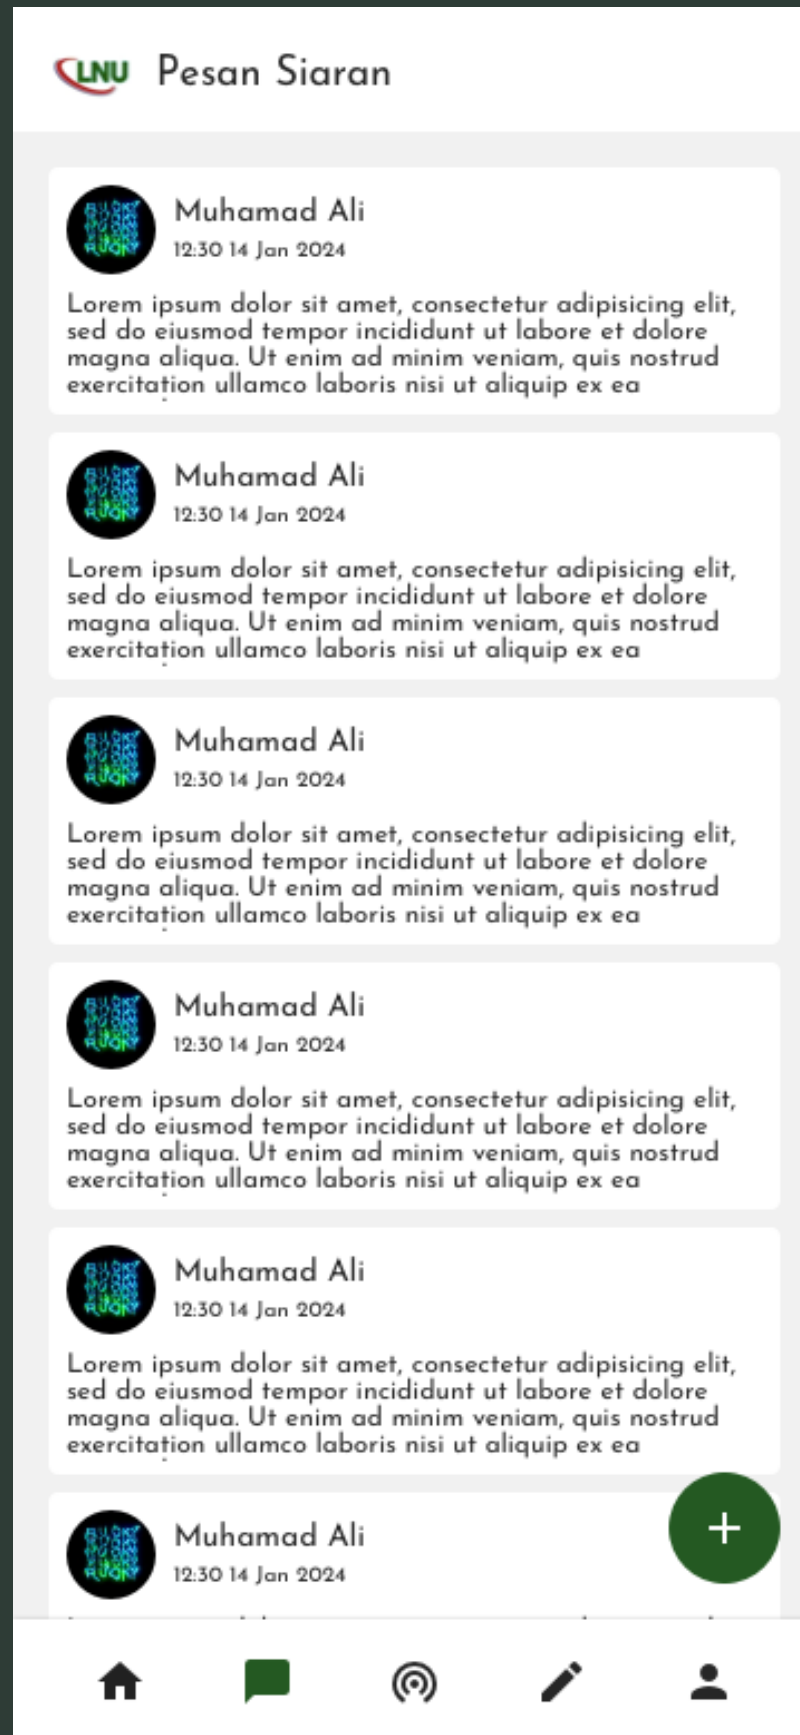 LNU
Pesan Siaran
Muhamad Ali
12:30 14 Jan 2024
Lorem ipsum dolor sit amet, consectetur adipisicing elit,
sed do eiusmod tempor incididunt ut labore et dolore
magna aliqua. Ut enim ad minim veniam, quis nostrud
exercitation ullamco laboris nisi ut aliquip ex ea
Muhamad Ali
12:30 14 Jan 2024
Lorem ipsum dolor sit amet, consectetur adipisicing elit,
sed do eiusmod tempor incididunt ut labore et dolore
magna aliqua. Ut enim ad minim veniam, quis nostrud
exercitation ullamco laboris nisi ut aliquip ex ea
Muhamad Ali
12:30 14 Jan 2024
Lorem ipsum dolor sit amet, consectetur adipisicing elit,
sed do eiusmod tempor incididunt ut labore et dolore
magna aliqua. Ut enim ad minim veniam, quis nostrud
exercitation ullamco laboris nisi ut aliquip ex ea
Muhamad Ali
12:30 14 Jan 2024
Lorem ipsum dolor sit amet, consectetur adipisicing elit,
sed do eiusmod tempor incididunt ut labore et dolore
magna aliqua. Ut enim ad minim veniam, quis nostrud
exercitation ullamco laboris nisi ut aliquip ex ea
Muhamad Ali
12:30 14 Jan 2024
Lorem ipsum dolor sit amet, consectetur adipisicing elit,
sed do eiusmod tempor incididunt ut labore et dolore
magna aliqua. Ut enim ad minim veniam, quis nostrud
exercitation ullamco laboris nisi ut aliquip ex ea
Muhamad Ali
12:30 14 Jan 2024